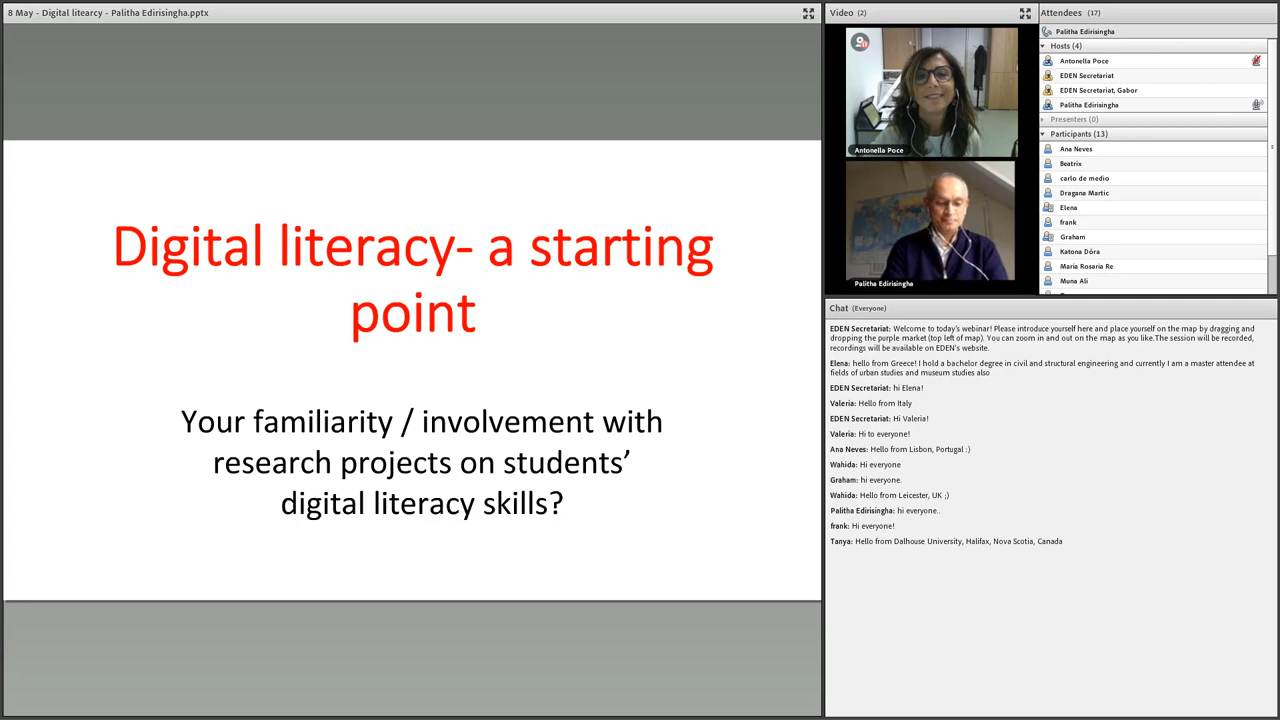 8 May - Digital litearcy - Palitha Edirisingha.pptx
Digital literacy- a starting
point
Your familiarity / involvement with
research projects on students’
digital literacy skills?
Video (2)
Antonella Poce
Palitha Edirisingha
Attendees (17)
Palitha Edirisingha
Hosts (4)
Antonella Poce
EDEN Secretariat
EDEN Secretariat, Gabor
Palitha Edirisingha
Presenters (0)
Participants (13)
Ana Neves
Beatrix
carlo de medio
Dragana Martic
Elena
frank
Graham
Katona Dóra
Maria Rosaria Re
Muna Ali
Chat (Everyone)
EDEN Secretariat: Welcome to today's webinar! Please introduce yourself here and place yourself on the map by dragging and
dropping the purple market (top left of map). You can zoom in and out on the map as you like.The session will be recorded,
recordings will be available on EDEN's website.
Elena: hello from Greece! I hold a bachelor degree in civil and structural engineering and currently I am a master attendee at
fields of urban studies and museum studies also
EDEN Secretariat: hi Elena!
Valeria: Hello from Italy
EDEN Secretariat: Hi Valeria!
Valeria: Hi to everyone!
Ana Neves: Hello from Lisbon, Portugal :)
Wahida: Hi everyone
Graham: hi everyone.
Wahida: Hello from Leicester, UK ;)
Palitha Edirisingha: hi everyone..
frank: Hi everyone!
Tanya: Hello from Dalhouse University, Halifax, Nova Scotia, Canada